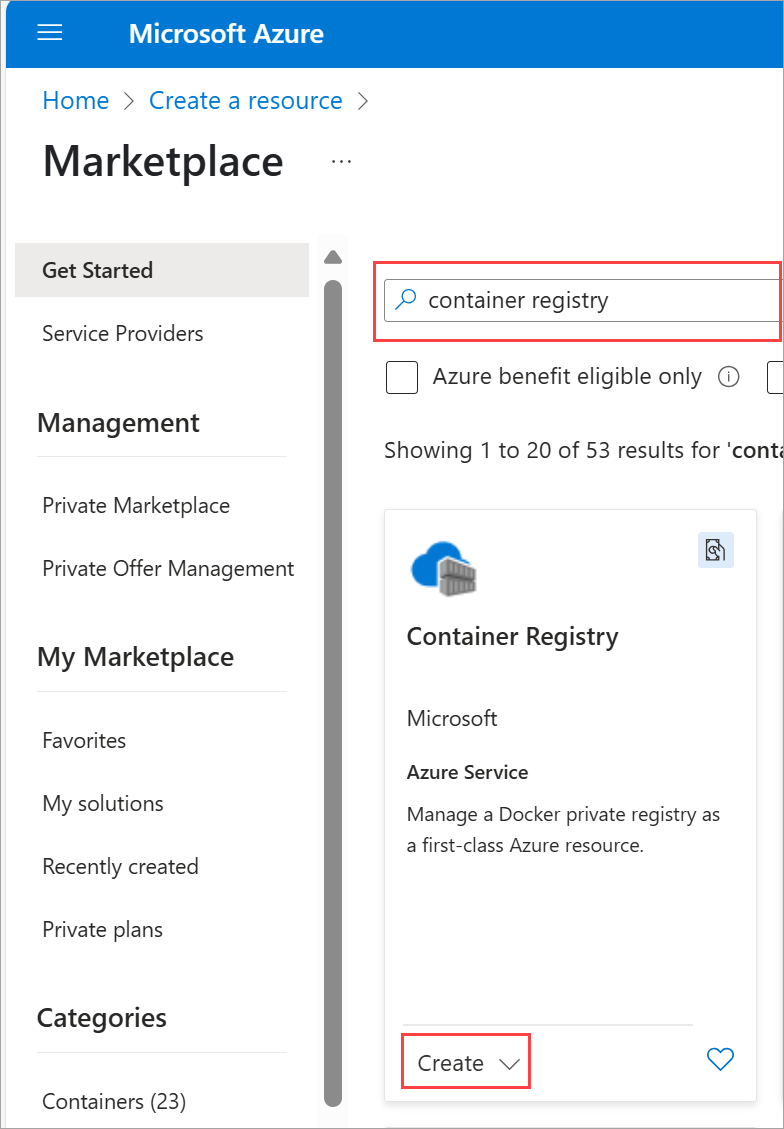 Microsoft Azure
Home > Create a resource >
Marketplace ...
Get Started
Service Providers
Management
Private Marketplace
Private Offer Management
My Marketplace
Favorites
My solutions
Recently created
Private plans
Categories
Containers (23)
container registry
Azure benefit eligible only
Showing 1 to 20 of 53 results for 'conta
Container Registry
Microsoft
Azure Service
Manage a Docker private registry as
a first-class Azure resource.
Create